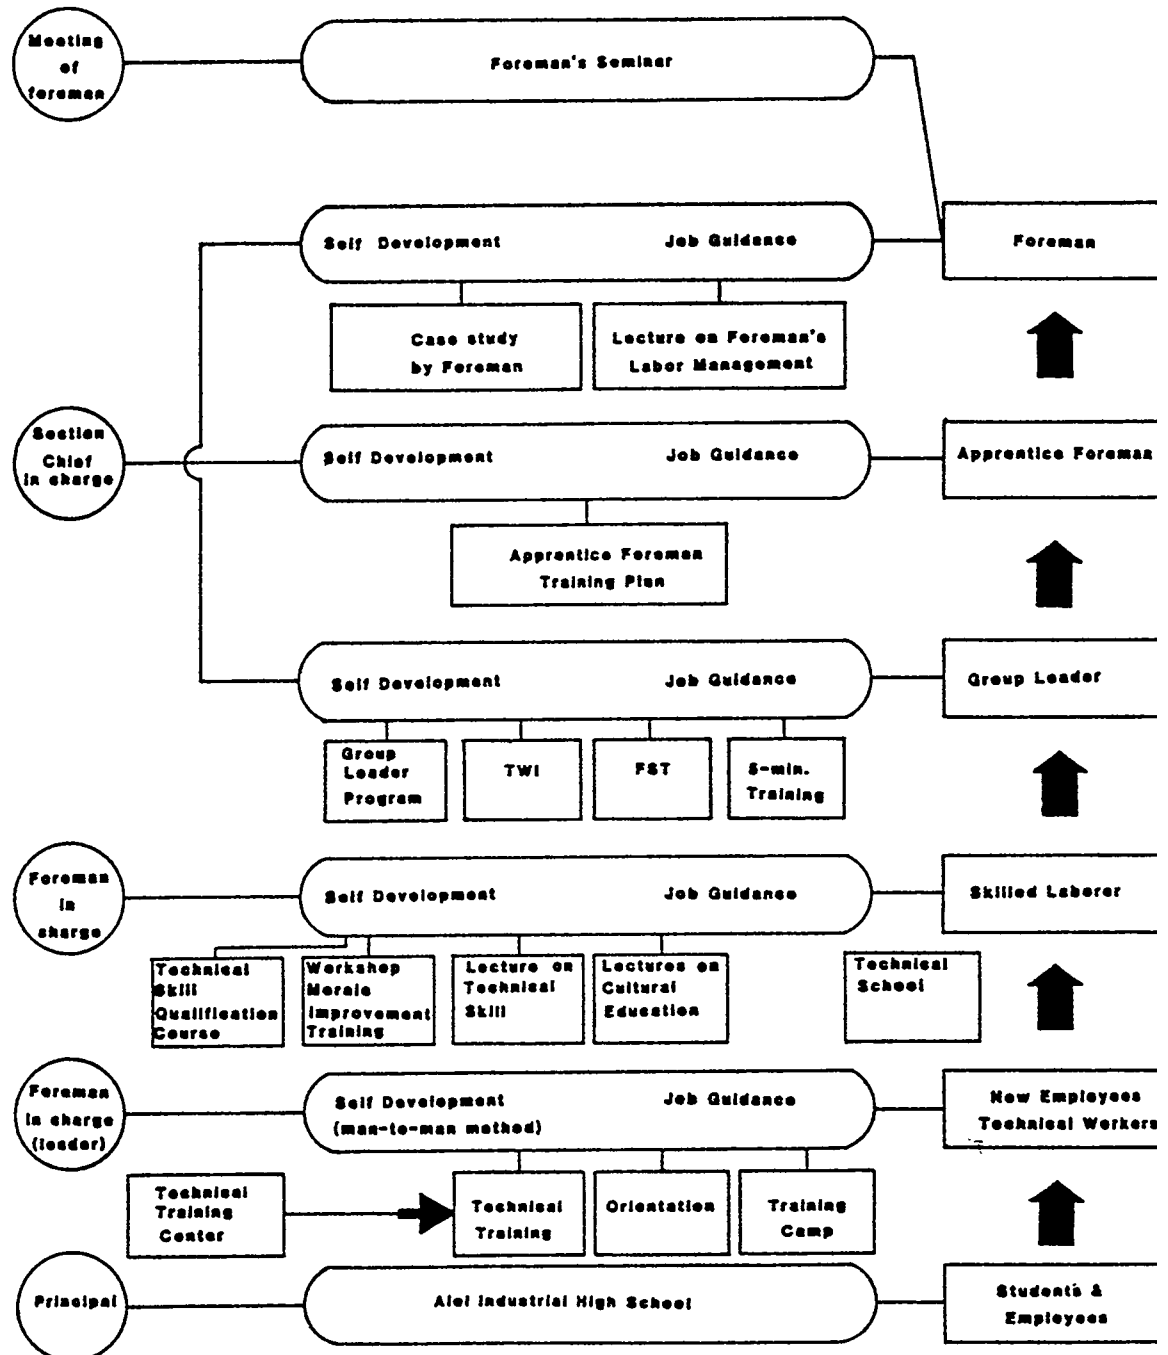 Meeting
of
foreman
Foreman's Seminar
Self Development
Job Guidance
Foreman
Case study
by Foreman
Lecture on Foreman's
Labor Management
Section
Chief
in charge
Self Development
Job Guidance
Apprentice Foreman
Apprentice Foreman
Training Plan
Self Development
Job Guidance
Group Leader
Group
Leader
Program
TWI
FST
5-min.
Training
Foreman
in
charge
Self Development
Job Guidance
Skilled Laborer
Technical
Skill
Qualification
Course
Workshop
Morale
Improvement
Training
Lecture on
Technical
Skill
Lectures on
Cultural
Education
Technical
School
Foreman
in charge
(leader)
Self Development
(man-to-man method)
Job Guidance
New Employees
Technical Workers
Technical
Training
Center
Technical
Training
Orientation
Training
Camp
Principal
Industrial High School
Students &
Employees